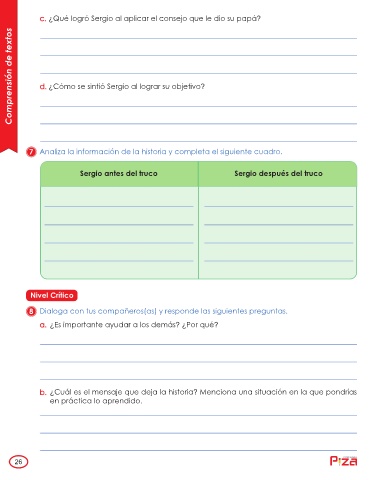 Comprensión de textos
c. ¿Qué logró Sergio al aplicar el consejo que le dio su papá?
d. ¿Cómo se sintió Sergio al lograr su objetivo?
7 Analiza la información de la historia y completa el siguiente cuadro.
Sergio antes del truco
Sergio después del truco
Nivel Crítico
8 Dialoga con tus compañeros(as) y responde las siguientes preguntas.
a. ¿Es importante ayudar a los demás? ¿Por qué?
b. ¿Cuál es el mensaje que deja la historia? Menciona una situación en la que pondrías
en práctica lo aprendido.
26